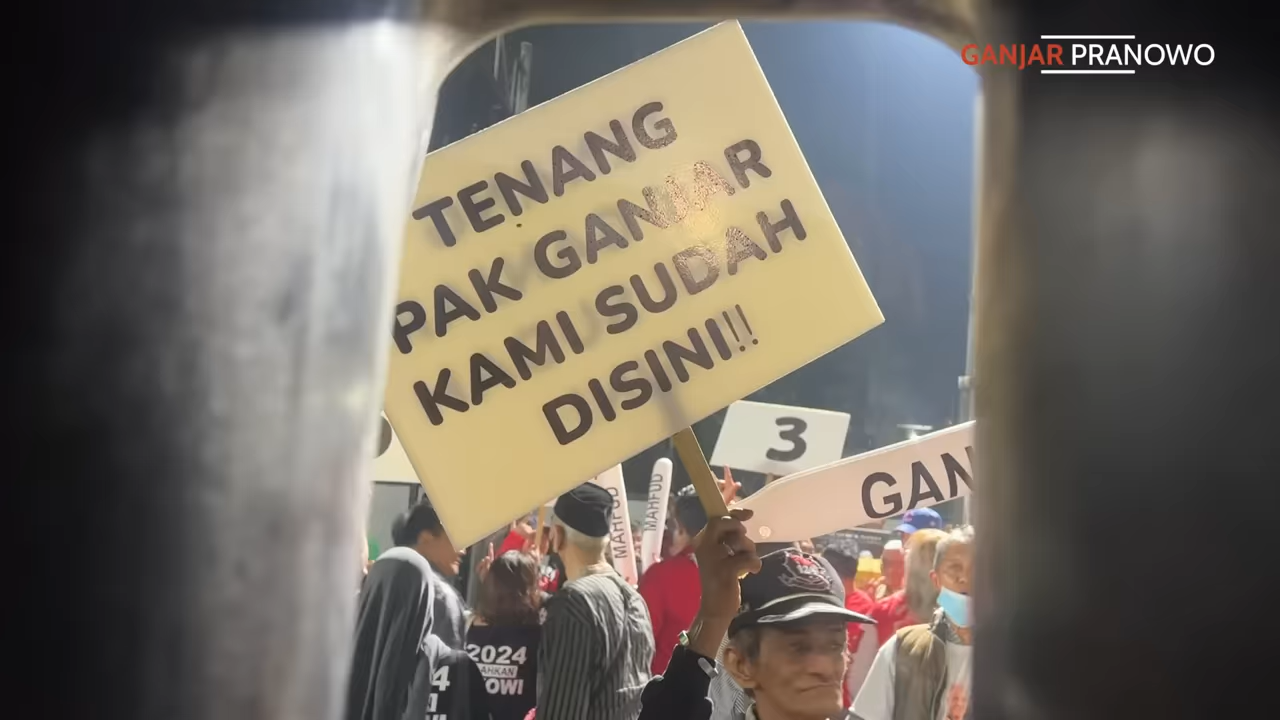 GANJAR PRANOWO
TENANG
PAK GANJAR
KAMI SUDAH
DISINI!!
3
GAN
MAHFUD
MAHFUD
2024